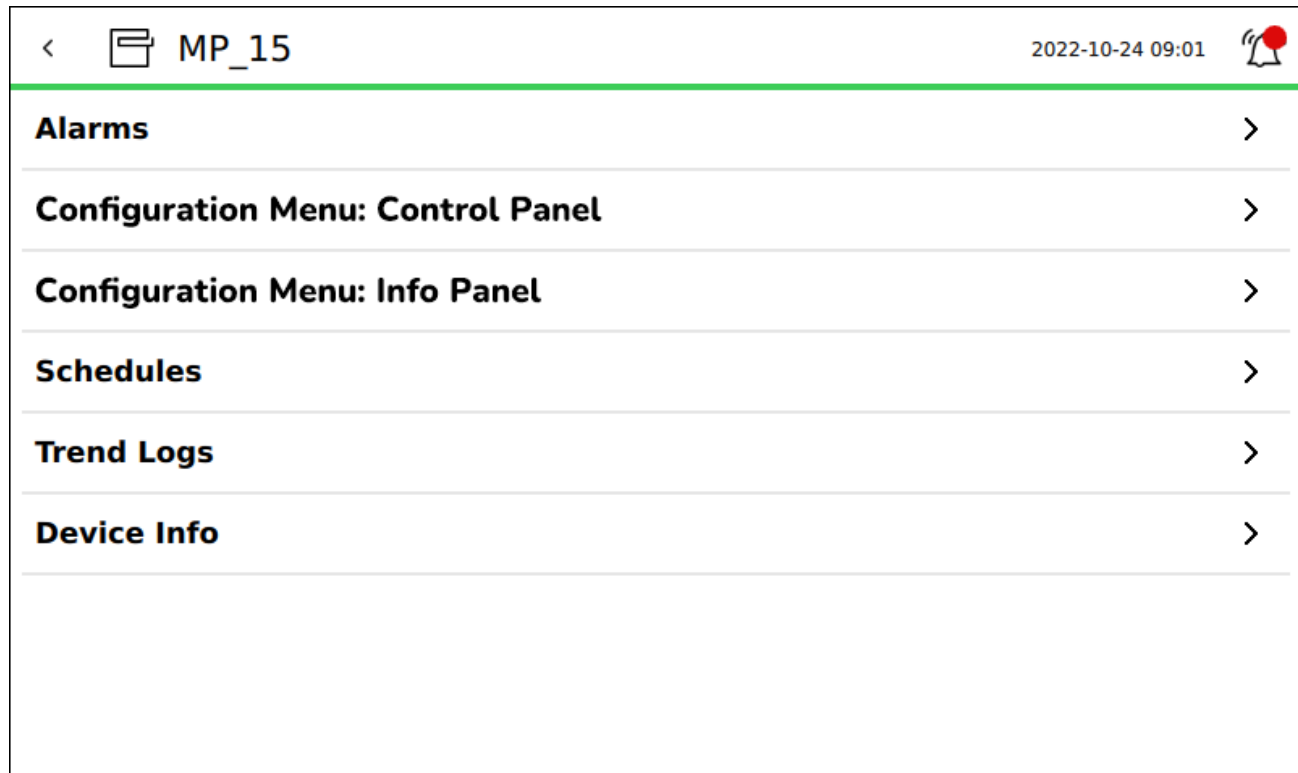 MP_15
2022-10-24 09:01
Alarms
Configuration Menu: Control Panel
Configuration Menu: Info Panel
Schedules
Trend Logs
Device Info